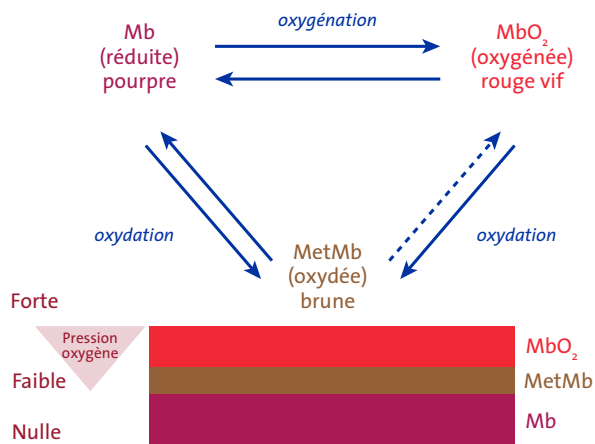 oxygénation
Mb
(réduite)
pourpre
MbO₂
(oxygénée)
rouge vif
oxydation
oxydation
MetMb
(oxydée)
brune
Forte
Pression
oxygène
MbO₂
Faible
MetMb
Mb
Nulle